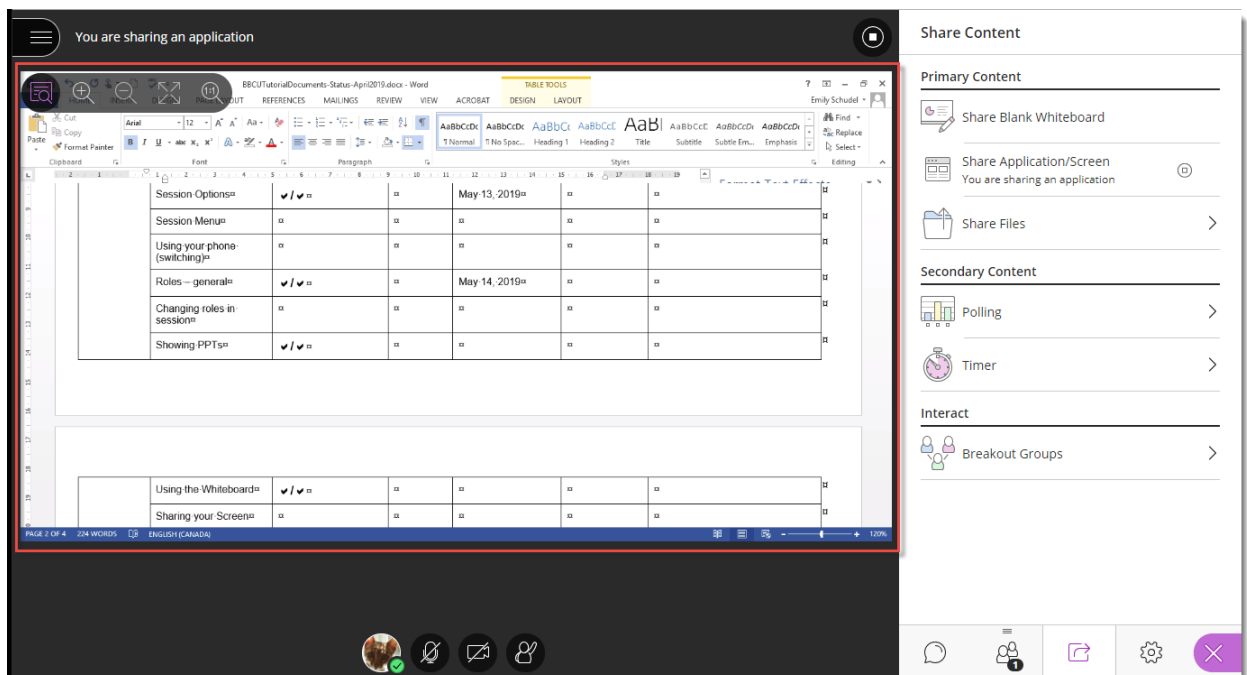 You are sharing an application
BBCUTutorialDocuments-Status-April2019.docx - Word
TABLE TOOLS
REFERENCES MAILINGS REVIEW VIEW ACROBAT DESIGN LAYOUT
Emily Schudel
Cut
Copy
Format Painter
Paste
Clipboard
Arial 12
Font
Paragraph
AaBbCcDc AaBbCcDc AaBbCc AaBbCcE AaB AaBbCcE AaBbCcDı AaBbCcDı
¶ Normal ¶ No Spac... Heading 1 Heading 2 Title Subtitle Subtle Em... Emphasis
Styles
Find
Replace
Select
Editing
Session·Options¤ ✔/✔¤ ¤ May·13,·2019¤ ¤ ¤
Session·Menu¤ ¤ ¤ ¤ ¤ ¤
Using·your·phone·
(switching)¤ ¤ ¤ ¤ ¤ ¤
Roles·–·general¤ ✔/✔¤ ¤ May·14,·2019¤ ¤ ¤
Changing·roles·in·
session¤ ¤ ¤ ¤ ¤ ¤
Showing·PPTs¤ ✔/✔¤ ¤ ¤ ¤ ¤
Using·the·Whiteboard¤ ✔/✔¤ ¤ ¤ ¤ ¤
Sharing·your·Screen¤ ¤ ¤ ¤ ¤ ¤
PAGE 2 OF 4 224 WORDS ENGLISH (CANADA) 120%
Share Content
Primary Content
Share Blank Whiteboard
Share Application/Screen
You are sharing an application
Share Files
Secondary Content
Polling
Timer
Interact
Breakout Groups
1